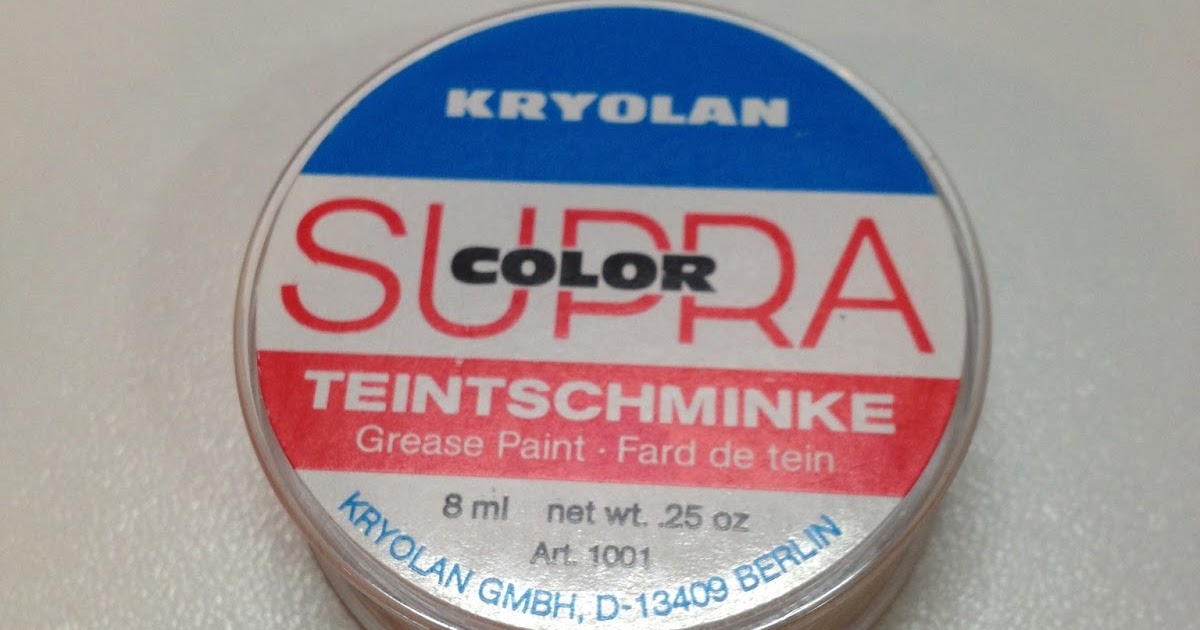 KRYOLAN
SUPRA
COLOR
TEINTSCHMINKE
Grease Paint · Fard de tein
8 ml net wt. .25 oz
Art. 1001
KRYOLAN GMBH, D-13409 BERLIN